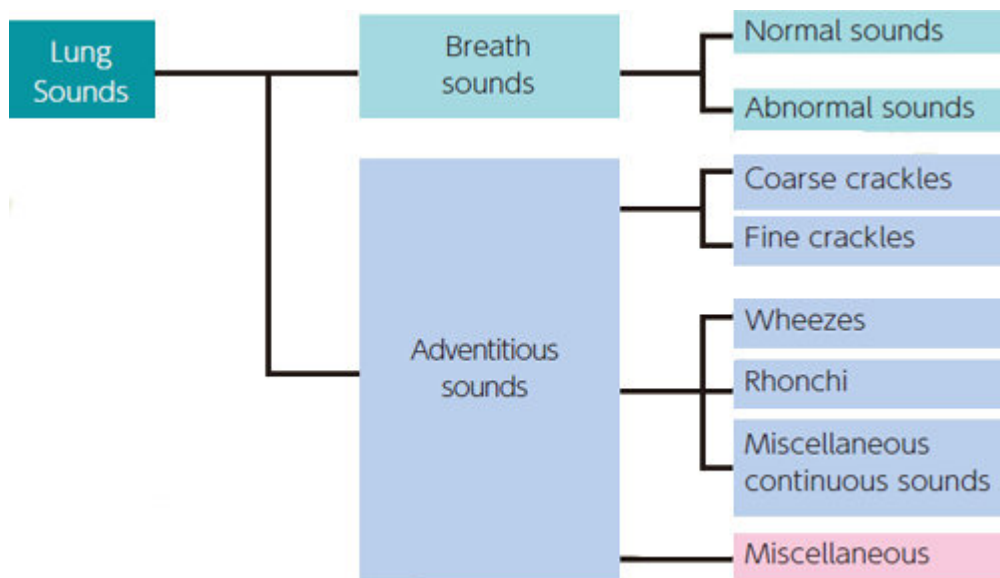 Lung
Sounds
Breath
sounds
Normal sounds
Abnormal sounds
Adventitious
sounds
Coarse crackles
Fine crackles
Wheezes
Rhonchi
Miscellaneous
continuous sounds
Miscellaneous